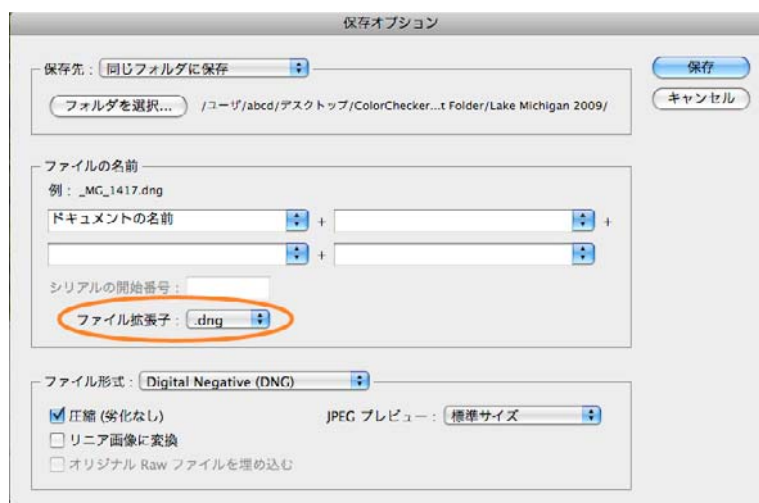 保存オプション
保存先 : 同じフォルダに保存
保存
フォルダを選択... /ユーザ/abcd/デスクトップ/ColorChecker...t Folder/Lake Michigan 2009/
キャンセル
ファイルの名前
例 : _MG_1417.dng
ドキュメントの名前 + +
+
シリアルの開始番号 :
ファイル拡張子 : .dng
ファイル形式 : Digital Negative (DNG)
圧縮 (劣化なし) JPEG プレビュー : 標準サイズ
リニア画像に変換
オリジナル Raw ファイルを埋め込む